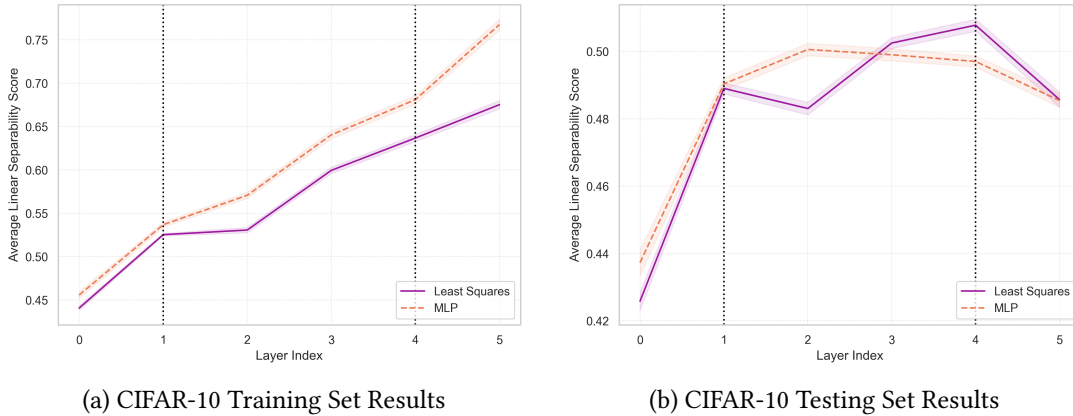 0.75
0.70
0.65
0.60
0.55
0.50
0.45
Average Linear Separability Score
0 1 2 3 4 5
Layer Index
Least Squares
MLP
(a) CIFAR-10 Training Set Results
0.50
0.48
0.46
0.44
0.42
Average Linear Separability Score
0 1 2 3 4 5
Layer Index
Least Squares
MLP
(b) CIFAR-10 Testing Set Results